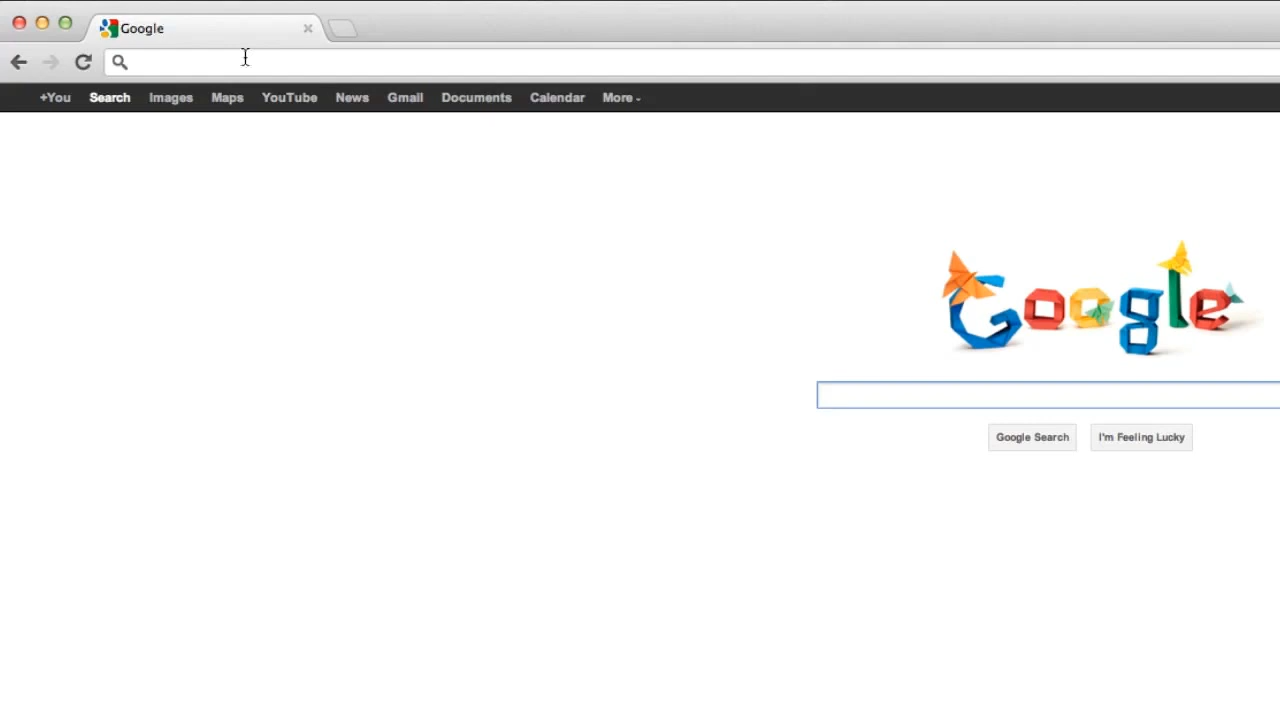 Google
+You Search Images Maps YouTube News Gmail Documents Calendar More
Google
Google Search I'm Feeling Lucky